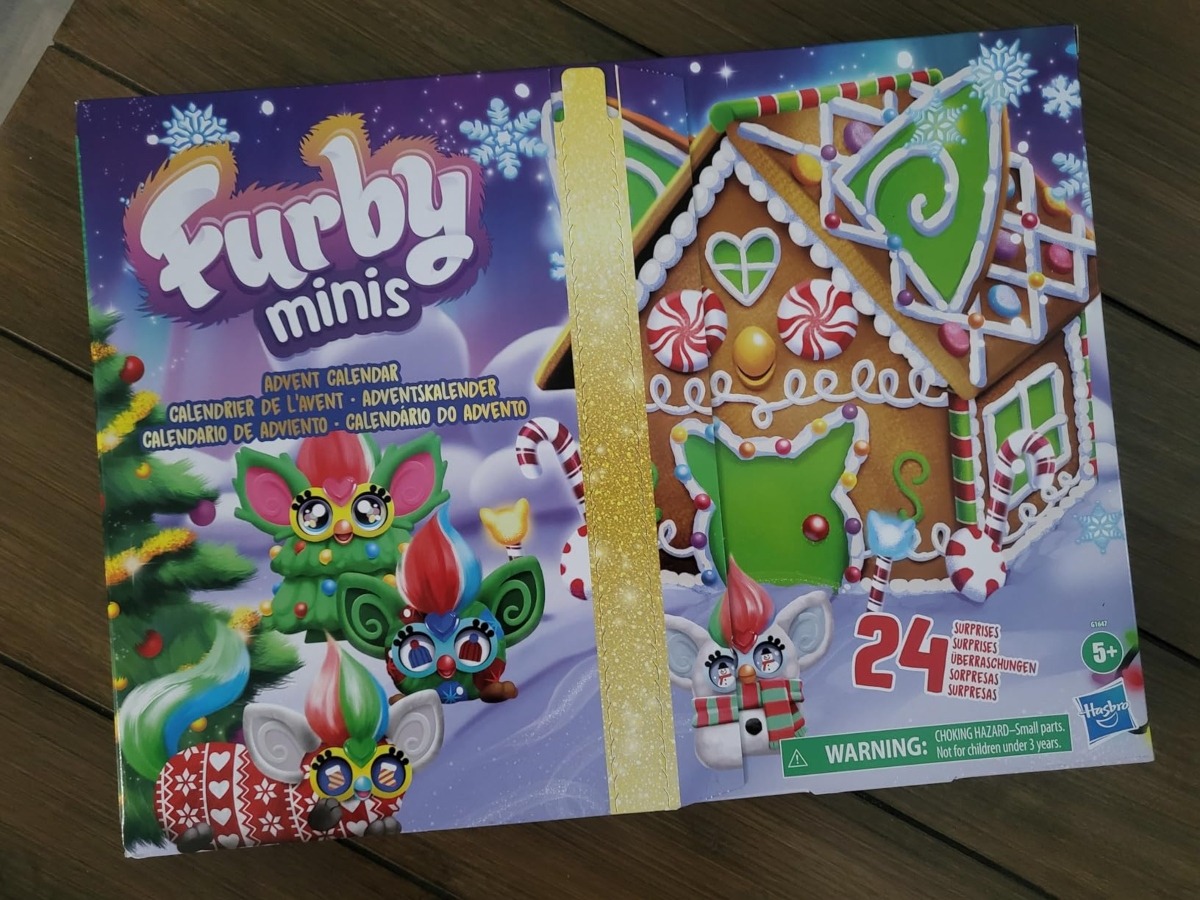 Furby
minis
ADVENT CALENDAR
CALENDRIER DE L'AVENT · ADVENTSKALENDER
CALENDARIO DE ADVIENTO · CALENDÁRIO DO ADVENTO
24
SURPRISES
SURPRISES
ÜBERRASCHUNGEN
SORPRESAS
SURPRESAS
G1647
5+
Hasbro
WARNING:
CHOKING HAZARD–Small parts.
Not for children under 3 years.